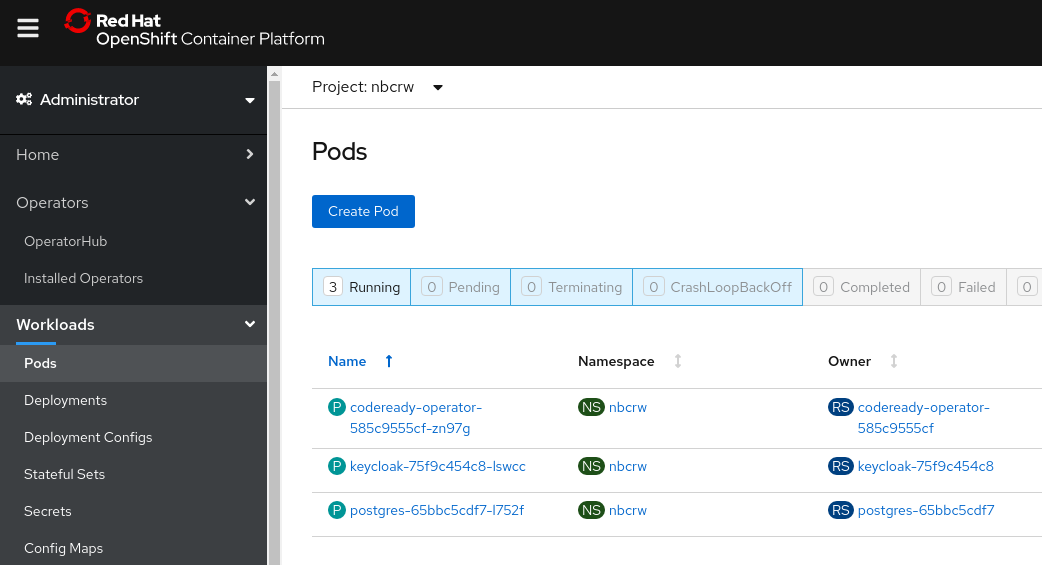 Red Hat
OpenShift Container Platform
Administrator
Home
Operators
OperatorHub
Installed Operators
Workloads
Pods
Deployments
Deployment Configs
Stateful Sets
Secrets
Config Maps
Project: nbcrw
Pods
Create Pod
3 Running 0 Pending 0 Terminating 0 CrashLoopBackOff 0 Completed 0 Failed 0
Name Namespace Owner
P codeready-operator-585c9555cf-zn97g NS nbcrw RS codeready-operator-585c9555cf
P keycloak-75f9c454c8-lswcc NS nbcrw RS keycloak-75f9c454c8
P postgres-65bbc5cdf7-l752f NS nbcrw RS postgres-65bbc5cdf7